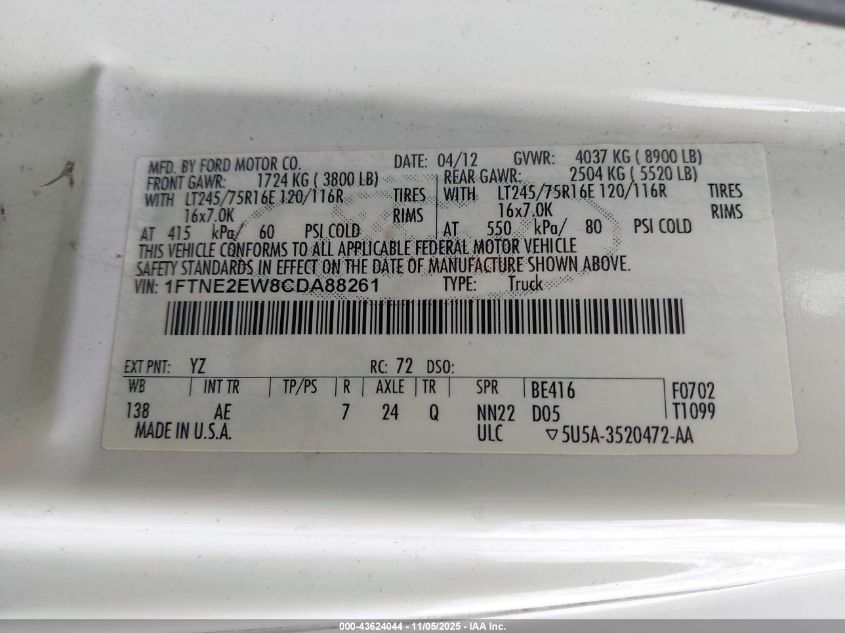 MFD. BY FORD MOTOR CO. DATE: 04/12 GVWR: 4037 KG ( 8900 LB)
FRONT GAWR: 1724 KG ( 3800 LB) REAR GAWR: 2504 KG ( 5520 LB)
WITH LT245/75R16E 120/116R TIRES WITH LT245/75R16E 120/116R TIRES
16x7.0K RIMS 16x7.0K RIMS
AT 415 kPa/ 60 PSI COLD AT 550 kPa/ 80 PSI COLD
THIS VEHICLE CONFORMS TO ALL APPLICABLE FEDERAL MOTOR VEHICLE
SAFETY STANDARDS IN EFFECT ON THE DATE OF MANUFACTURE SHOWN ABOVE.
VIN: 1FTNE2EW8CDA88261 TYPE: Truck
EXT PNT: YZ RC: 72 DSO:
WB INT TR TP/PS R AXLE TR SPR BE416 F0702
138 AE 7 24 Q NN22 D05 T1099
MADE IN U.S.A. ULC ▽5U5A-3520472-AA
000-43624044 - 11/05/2025 - IAA Inc.